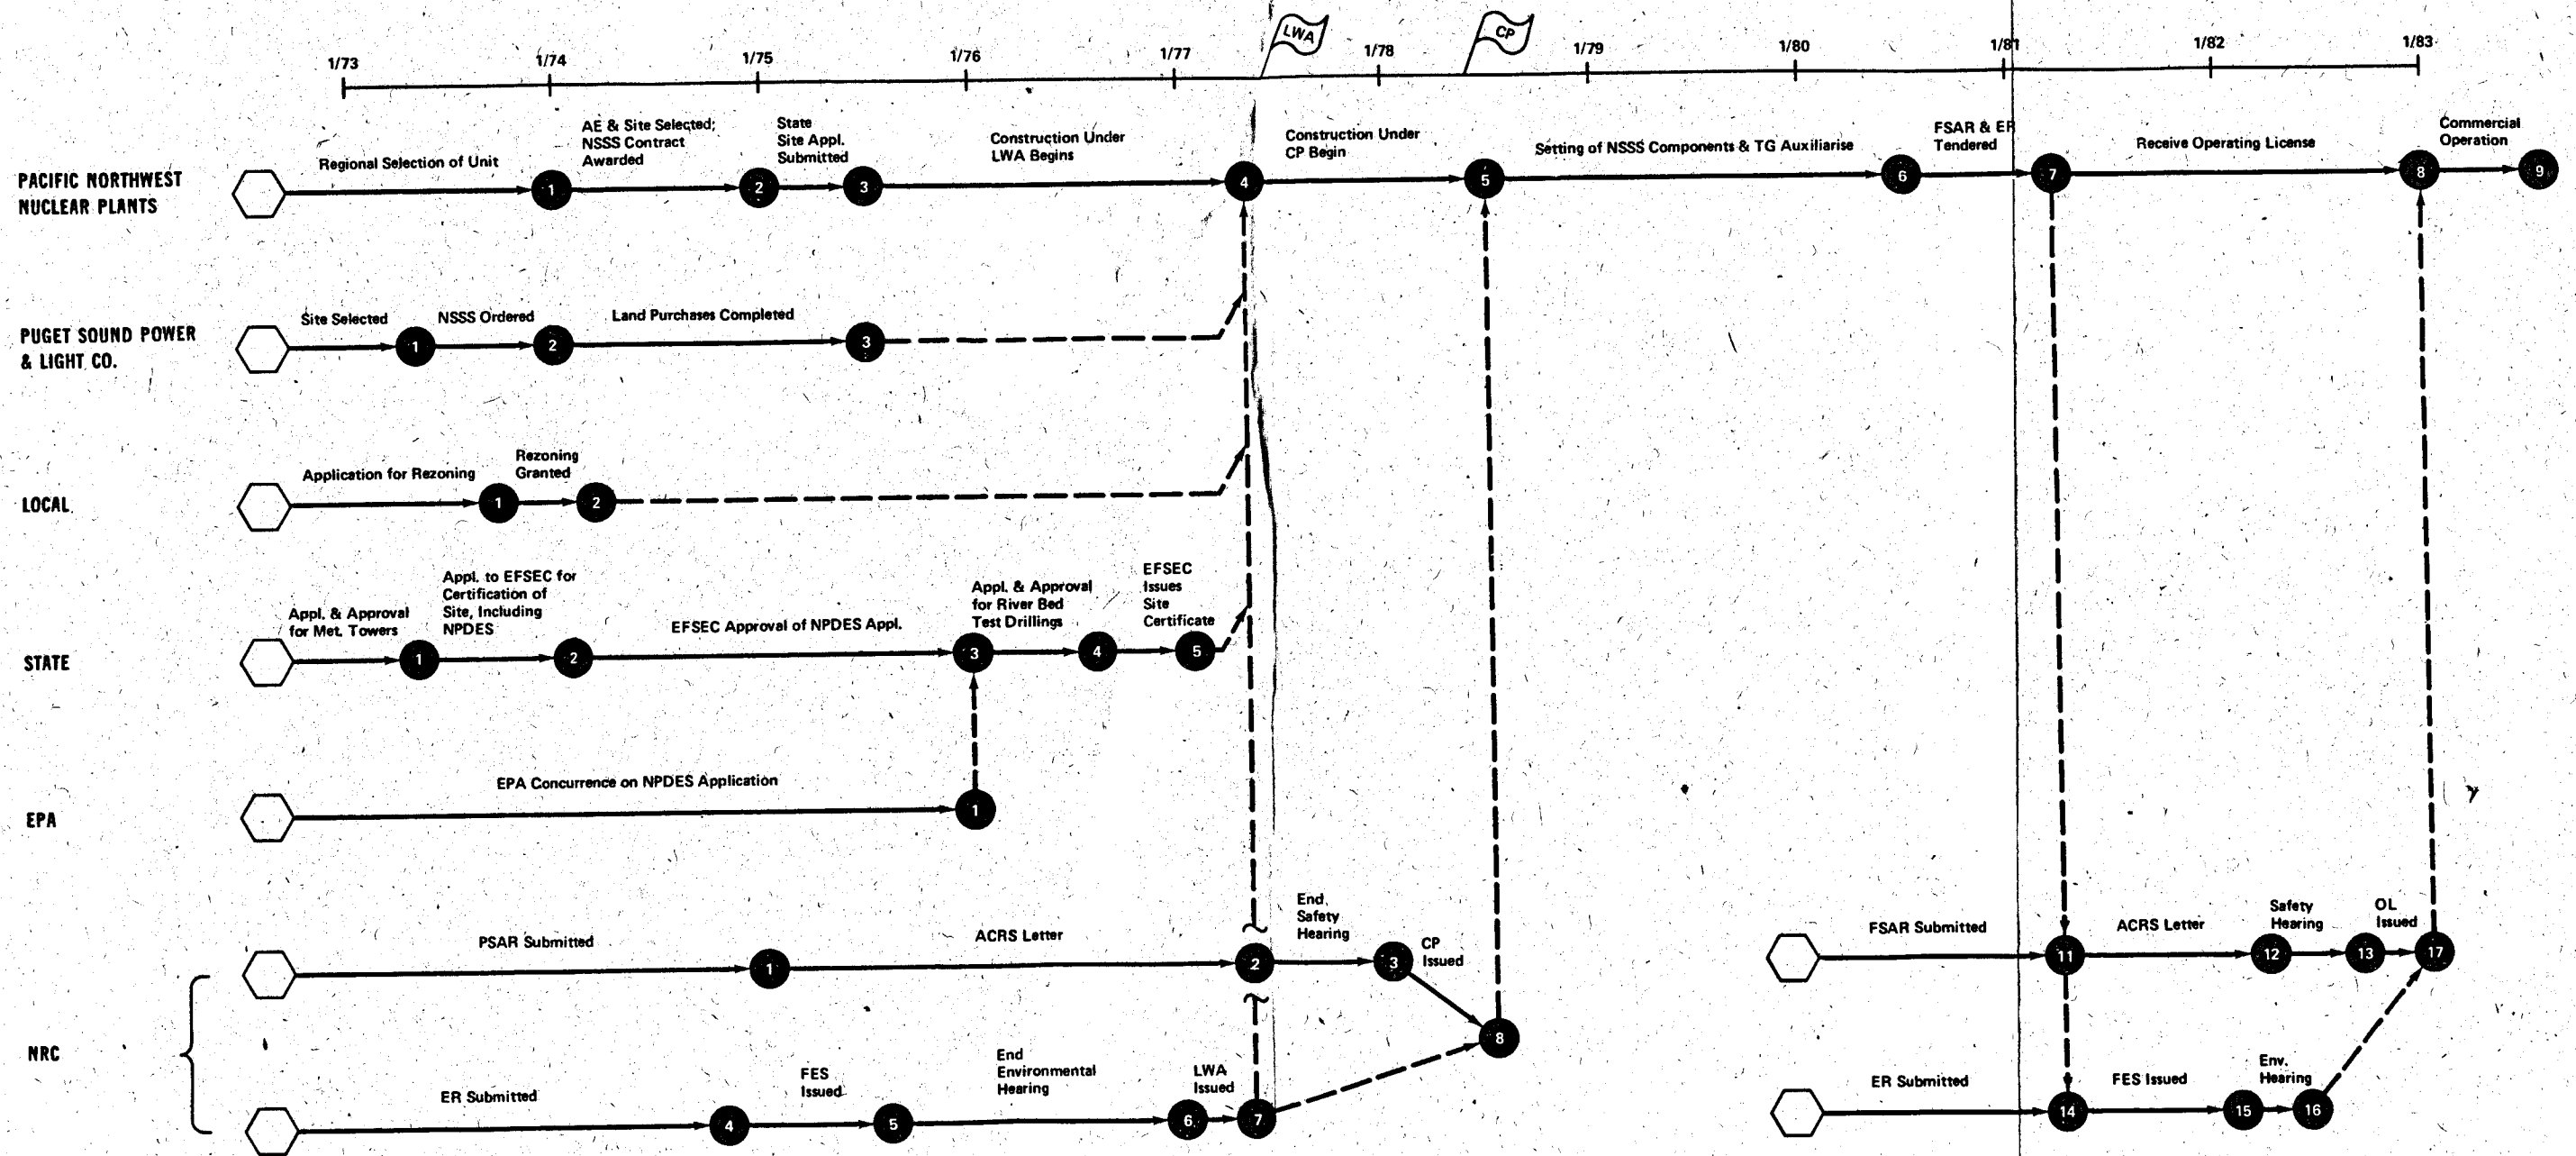 LWA
CP
1/73
1/74
1/75
1/76
1/77
1/78
1/79
1/80
1/81
1/82
1/83
PACIFIC NORTHWEST
NUCLEAR PLANTS
Regional Selection of Unit
1
AE & Site Selected;
NSSS Contract
Awarded
2
State
Site Appl.
Submitted
3
Construction Under
LWA Begins
4
Construction Under
CP Begin
5
Setting of NSSS Components & TG Auxiliarise
6
FSAR & ER
Tendered
7
Receive Operating License
8
Commercial
Operation
9
PUGET SOUND POWER
& LIGHT CO.
Site Selected
1
NSSS Ordered
2
Land Purchases Completed
3
LOCAL
Application for Rezoning
1
Rezoning
Granted
2
STATE
Appl. & Approval
for Met. Towers
1
Appl. to EFSEC for
Certification of
Site, Including
NPDES
2
EFSEC Approval of NPDES Appl.
3
Appl. & Approval
for River Bed
Test Drillings
4
EFSEC
Issues
Site
Certificate
5
EPA
EPA Concurrence on NPDES Application
1
NRC
PSAR Submitted
1
ACRS Letter
2
End
Safety
Hearing
3
CP
Issued
8
FSAR Submitted
11
ACRS Letter
12
Safety
Hearing
13
OL
Issued
17
ER Submitted
4
FES
Issued
5
End
Environmental
Hearing
6
LWA
Issued
7
ER Submitted
14
FES Issued
15
Env.
Hearing
16